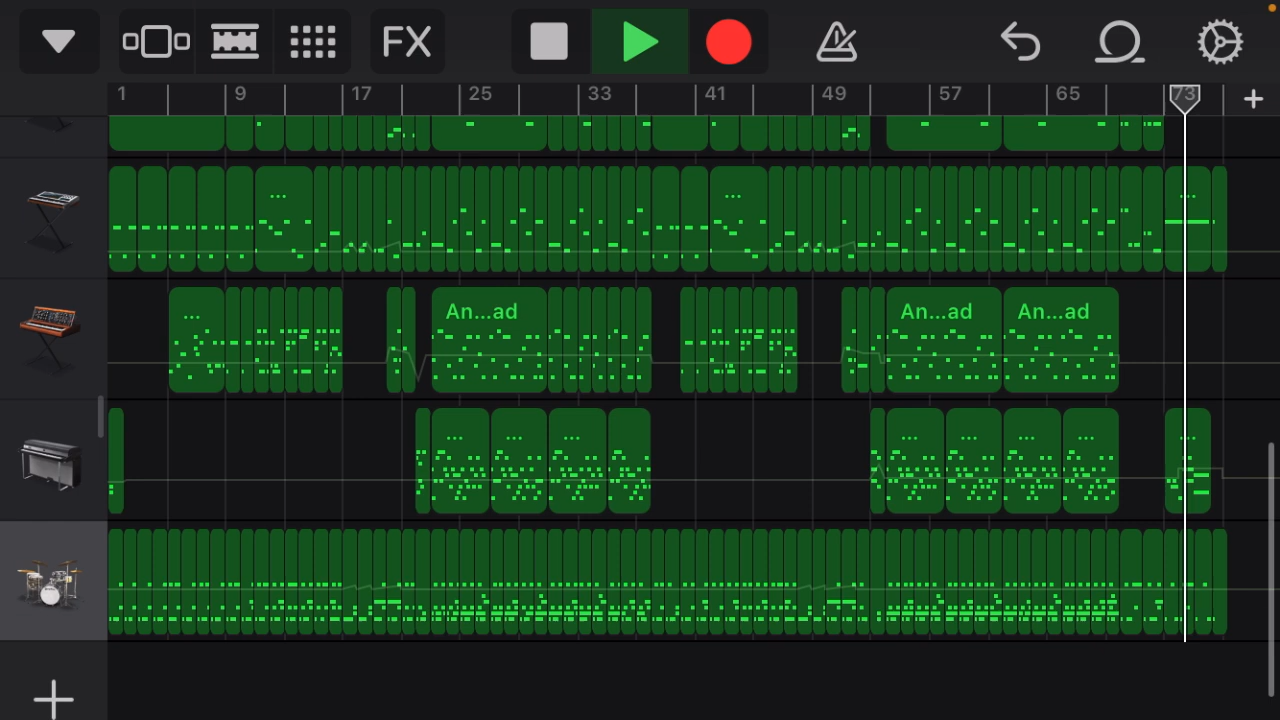 FX
1 9 17 25 33 41 49 57 65 73
... ...
...
... An...ad An...ad An...ad
... ... ... ... ... ... ... ...